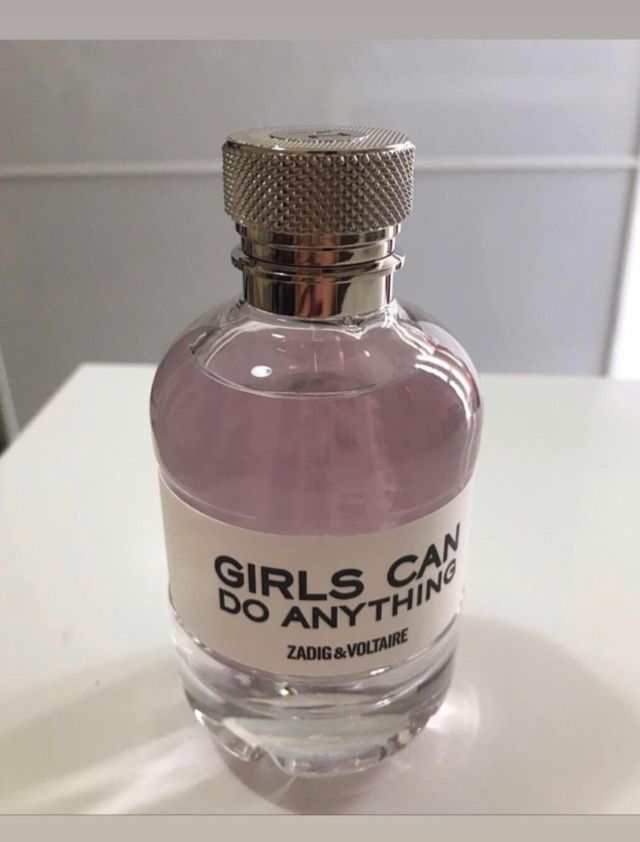 GIRLS CAN
DO ANYTHING
ZADIG & VOLTAIRE